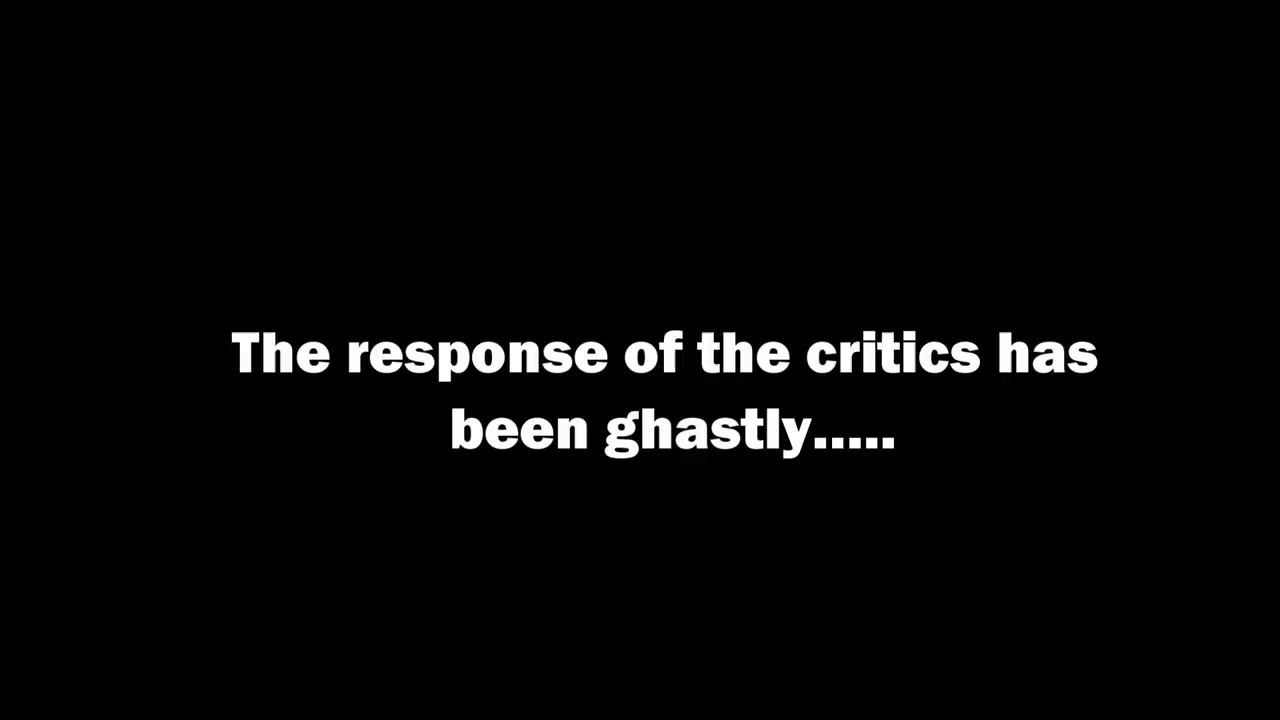 The response of the critics has
been ghastly.....